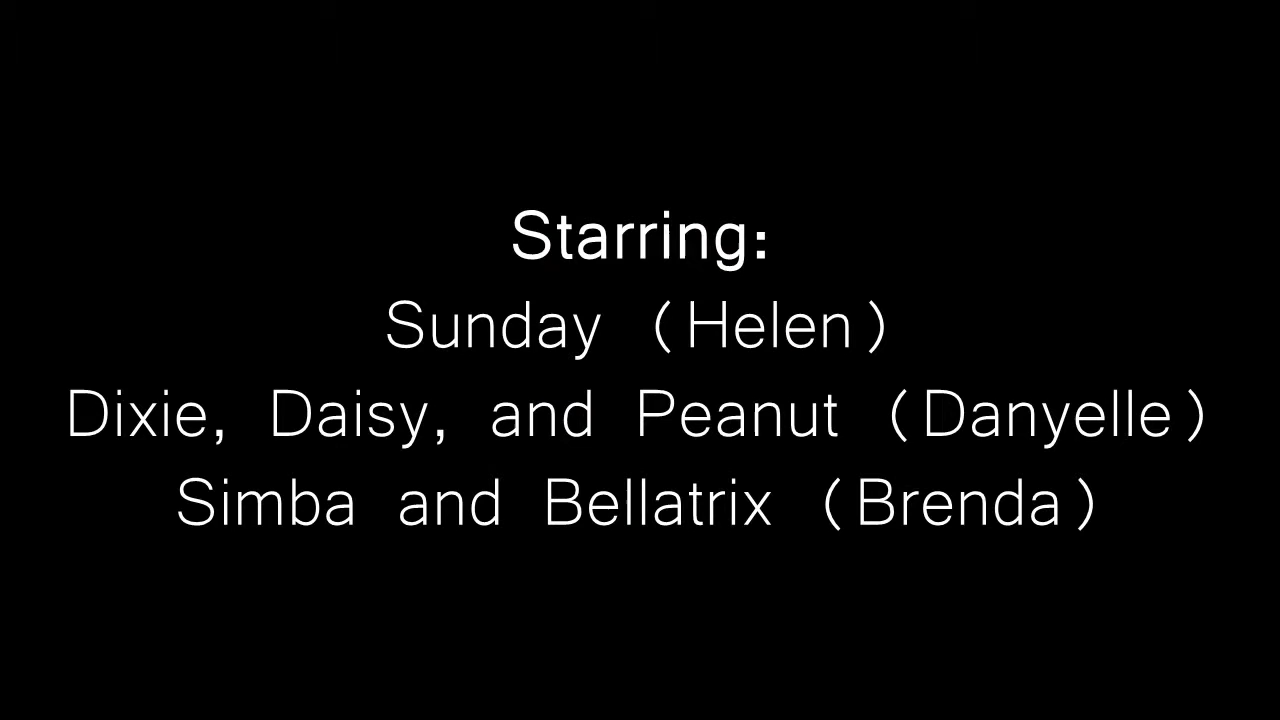 Starring:
Sunday (Helen)
Dixie, Daisy, and Peanut (Danyelle)
Simba and Bellatrix (Brenda)